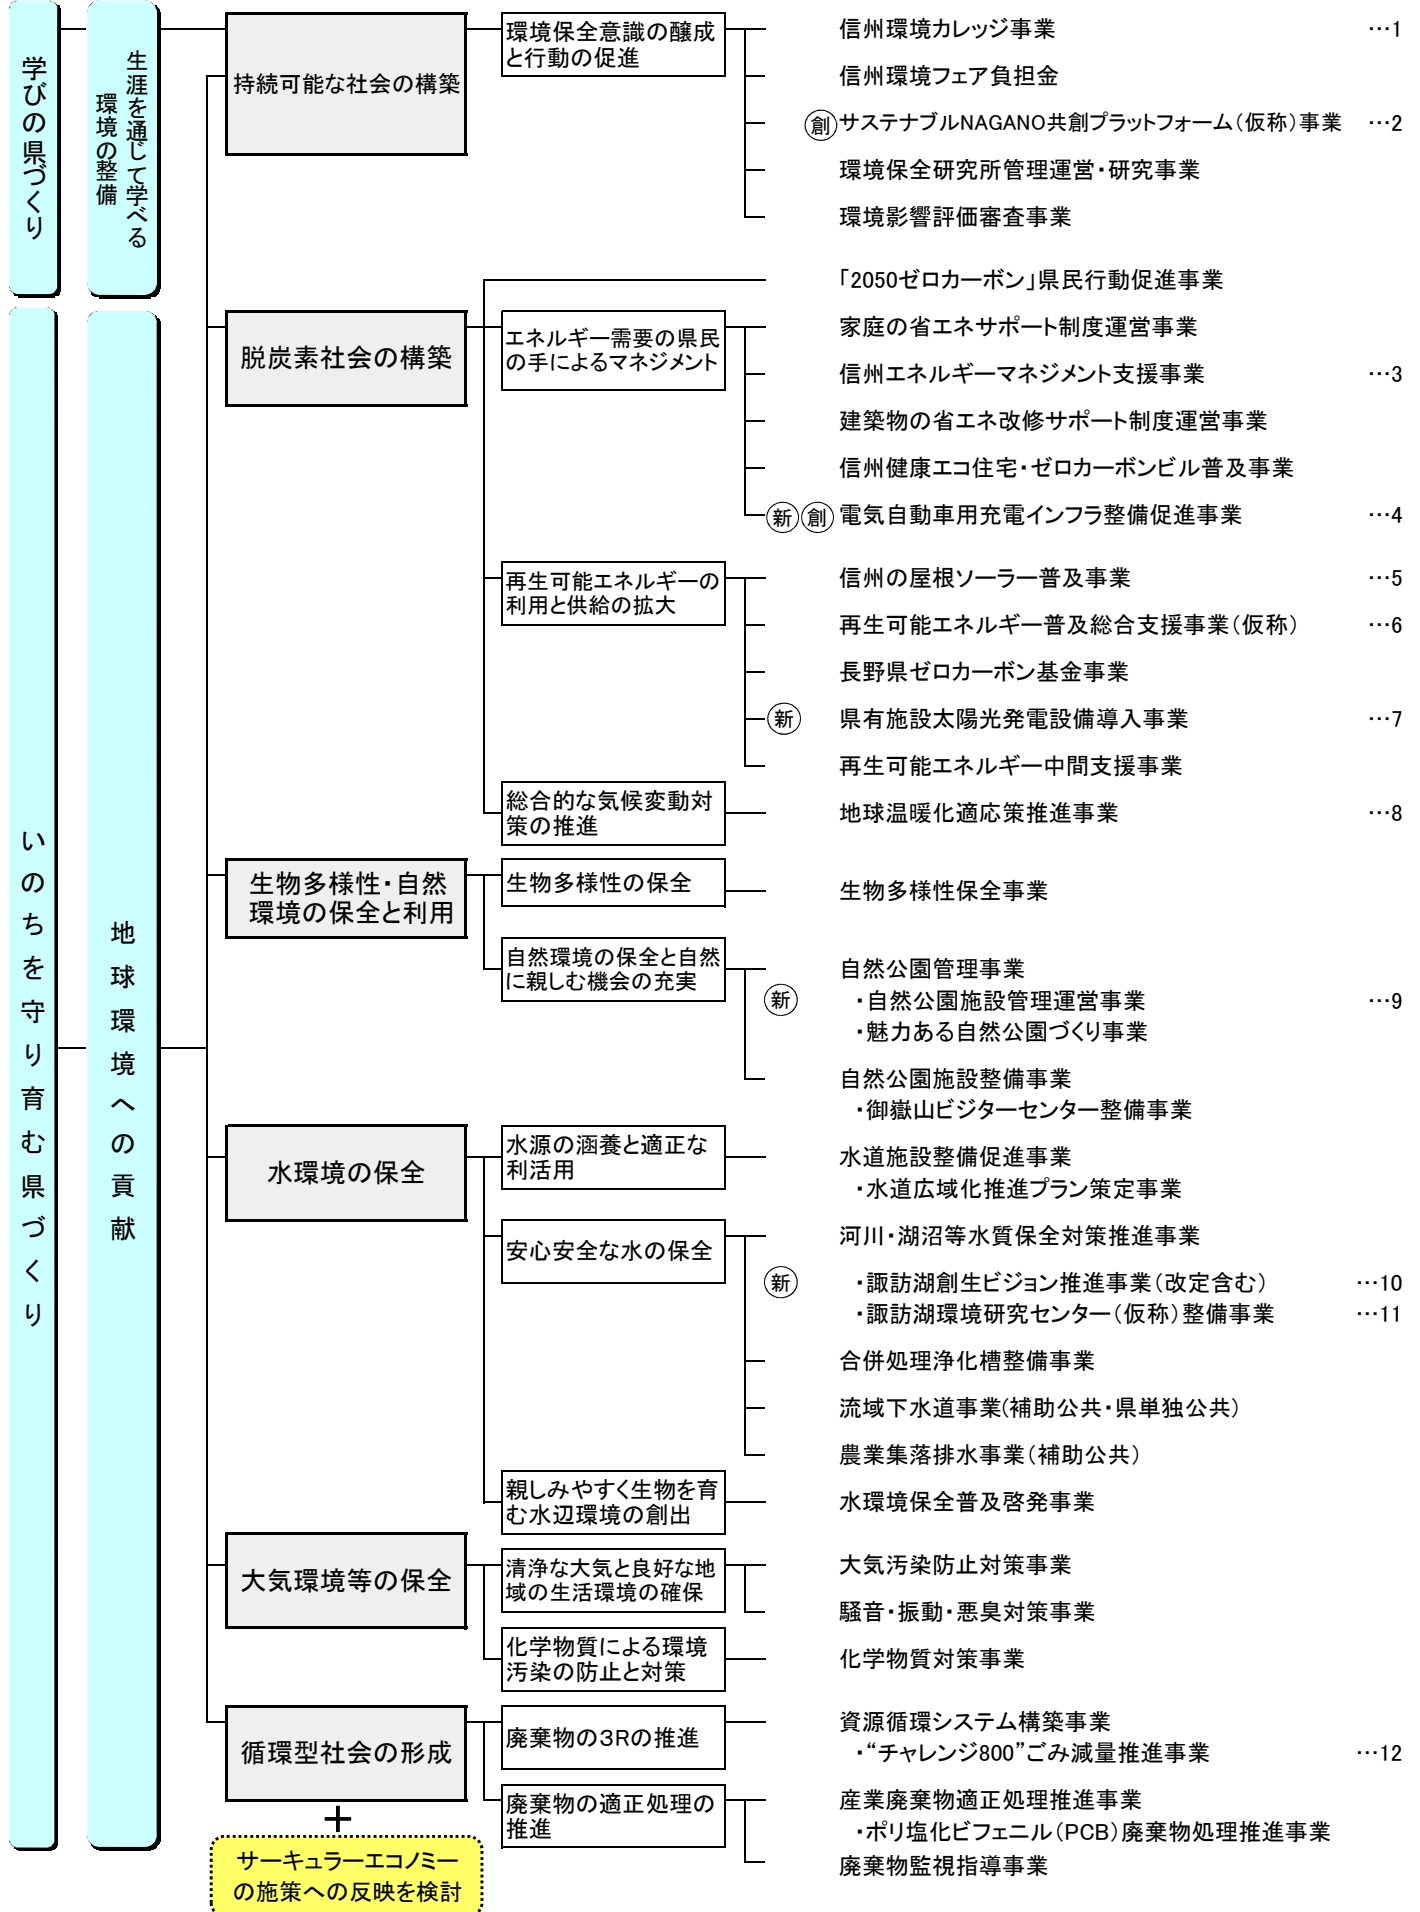 学びの県づくり
生涯を通じて学べる
環境の整備
持続可能な社会の構築
環境保全意識の醸成
と行動の促進
信州環境カレッジ事業 …1
信州環境フェア負担金
創 サステナブルNAGANO共創プラットフォーム（仮称）事業 …2
環境保全研究所管理運営・研究事業
環境影響評価審査事業
いのちを守り育む県づくり
地球環境への貢献
脱炭素社会の構築
「2050ゼロカーボン」県民行動促進事業
エネルギー需要の県民
の手によるマネジメント
家庭の省エネサポート制度運営事業
信州エネルギーマネジメント支援事業 …3
建築物の省エネ改修サポート制度運営事業
信州健康エコ住宅・ゼロカーボンビル普及事業
新 創 電気自動車用充電インフラ整備促進事業 …4
再生可能エネルギーの
利用と供給の拡大
信州の屋根ソーラー普及事業 …5
再生可能エネルギー普及総合支援事業（仮称） …6
長野県ゼロカーボン基金事業
新 県有施設太陽光発電設備導入事業 …7
再生可能エネルギー中間支援事業
総合的な気候変動対
策の推進
地球温暖化適応策推進事業 …8
生物多様性・自然
環境の保全と利用
生物多様性の保全
生物多様性保全事業
自然環境の保全と自然
に親しむ機会の充実
自然公園管理事業
新 ・自然公園施設管理運営事業 …9
・魅力ある自然公園づくり事業
自然公園施設整備事業
・御嶽山ビジターセンター整備事業
水環境の保全
水源の涵養と適正な
利活用
水道施設整備促進事業
・水道広域化推進プラン策定事業
安心安全な水の保全
河川・湖沼等水質保全対策推進事業
新 ・諏訪湖創生ビジョン推進事業（改定含む） …10
・諏訪湖環境研究センター（仮称）整備事業 …11
合併処理浄化槽整備事業
流域下水道事業(補助公共・県単独公共）
農業集落排水事業（補助公共）
親しみやすく生物を育
む水辺環境の創出
水環境保全普及啓発事業
大気環境等の保全
清浄な大気と良好な地
域の生活環境の確保
大気汚染防止対策事業
騒音・振動・悪臭対策事業
化学物質による環境
汚染の防止と対策
化学物質対策事業
循環型社会の形成
廃棄物の3Rの推進
資源循環システム構築事業
・“チャレンジ800”ごみ減量推進事業 …12
廃棄物の適正処理の
推進
産業廃棄物適正処理推進事業
・ポリ塩化ビフェニル（PCB）廃棄物処理推進事業
廃棄物監視指導事業
＋
サーキュラーエコノミー
の施策への反映を検討